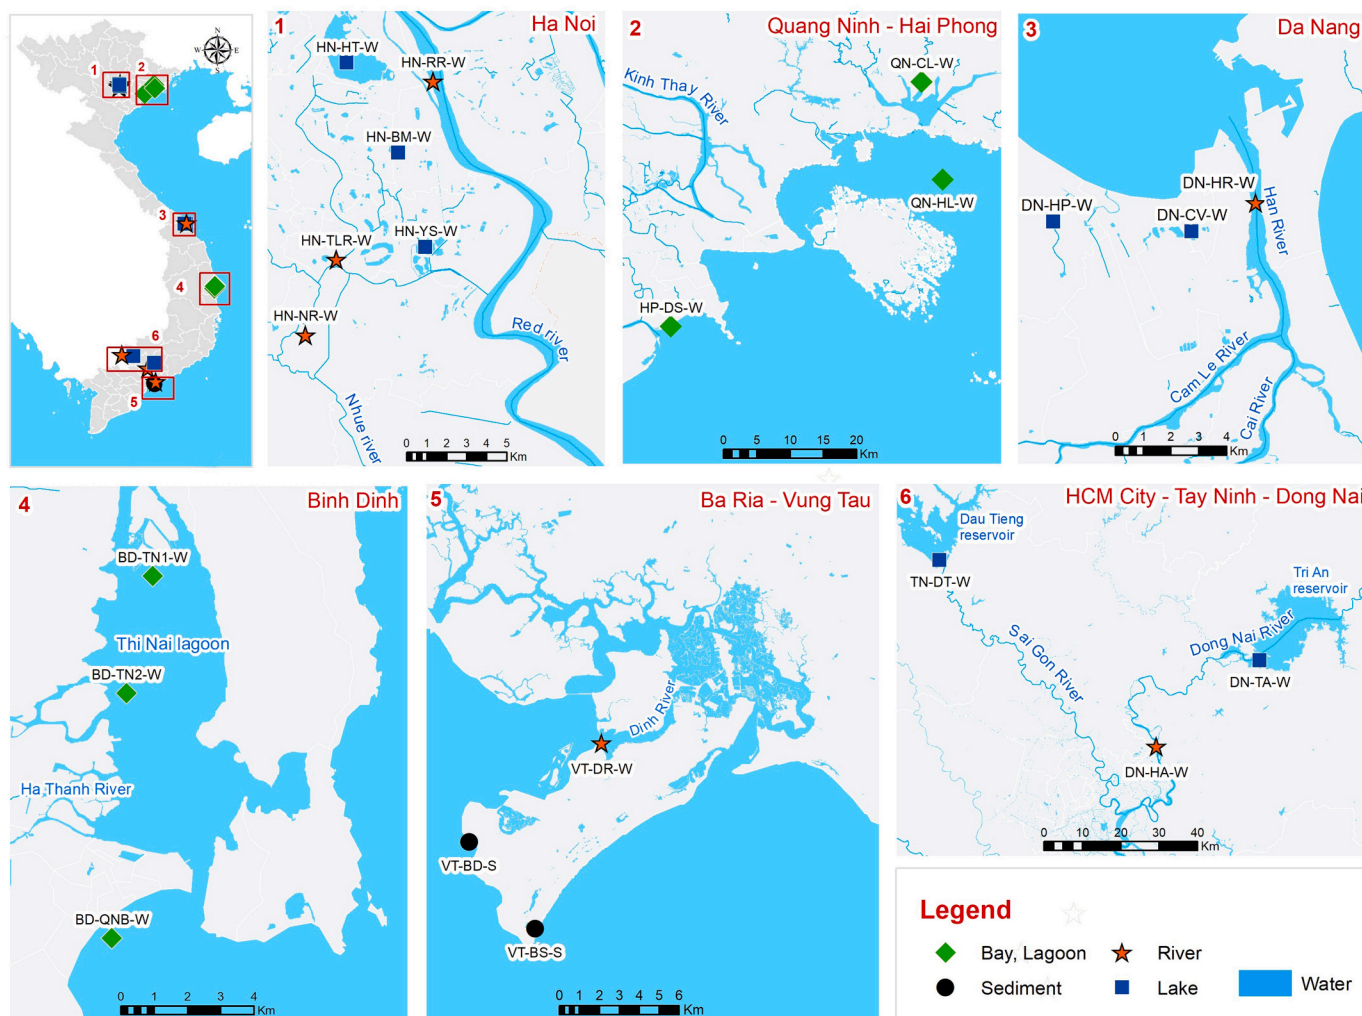 N
W
E
S
1
2
3
4
6
5
1
Ha Noi
HN-HT-W
HN-RR-W
HN-BM-W
HN-TLR-W
HN-YS-W
HN-NR-W
Red river
Nhue river
0 1 2 3 4 5
Km
2
Quang Ninh - Hai Phong
QN-CL-W
Kinh Thay River
QN-HL-W
HP-DS-W
0 5 10 15 20
Km
3
Da Nang
DN-HR-W
DN-HP-W
DN-CV-W
Han River
Cam Le River
Cai River
0 1 2 3 4
Km
4
Binh Dinh
BD-TN1-W
Thi Nai lagoon
BD-TN2-W
Ha Thanh River
BD-QNB-W
0 1 2 3 4
Km
5
Ba Ria - Vung Tau
Dinh River
VT-DR-W
VT-BD-S
VT-BS-S
0 1 2 3 4 5 6
Km
6
HCM City - Tay Ninh - Dong Nai
Dau Tieng
reservoir
TN-DT-W
Tri An
reservoir
Sai Gon River
Dong Nai River
DN-TA-W
DN-HA-W
0 10 20 30 40
Km
Legend
Bay, Lagoon
River
Sediment
Lake
Water